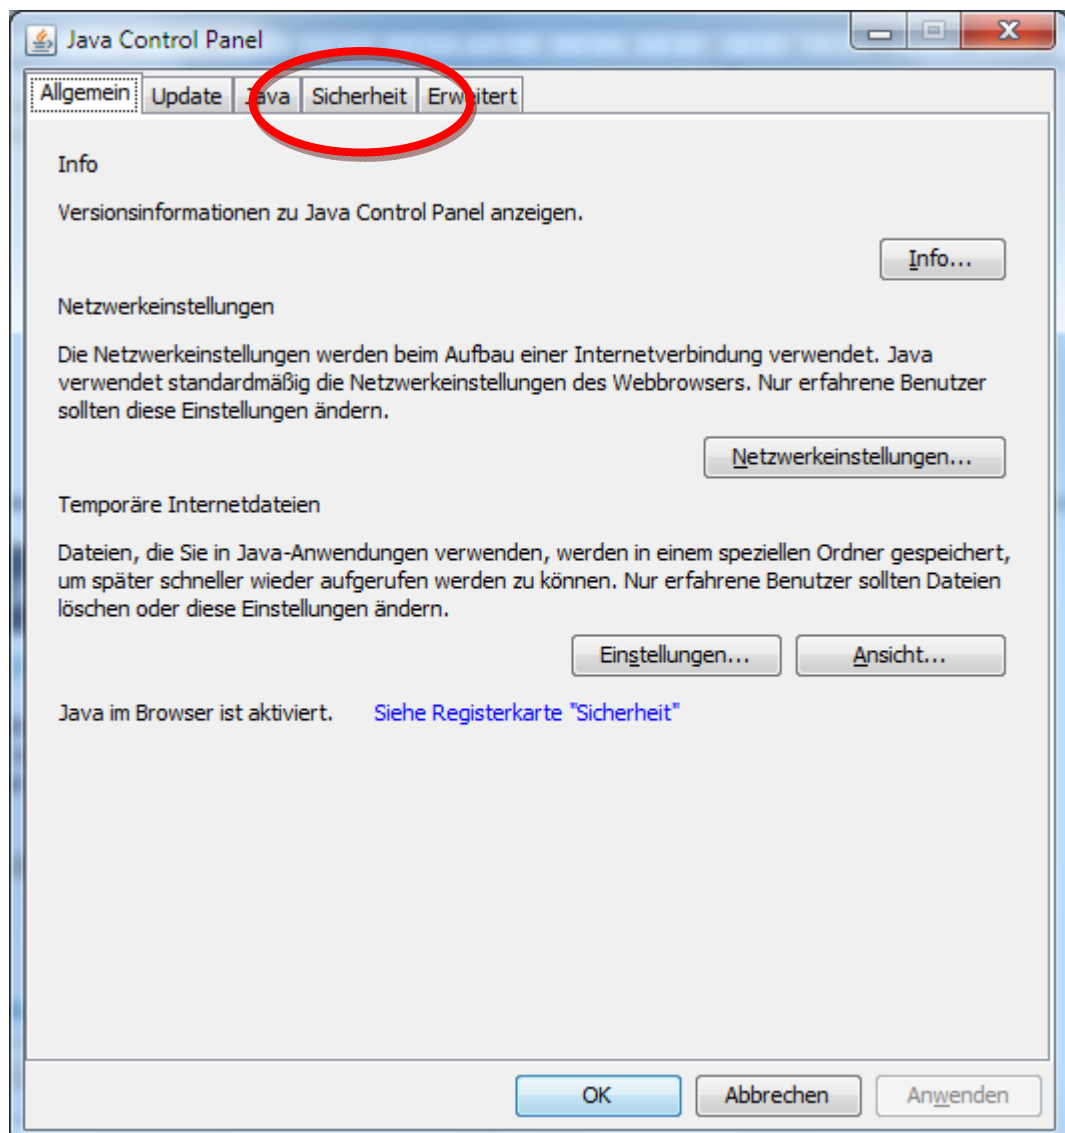 Java Control Panel
Allgemein Update Java Sicherheit Erweitert
Info
Versionsinformationen zu Java Control Panel anzeigen.
Info...
Netzwerkeinstellungen
Die Netzwerkeinstellungen werden beim Aufbau einer Internetverbindung verwendet. Java
verwendet standardmäßig die Netzwerkeinstellungen des Webbrowsers. Nur erfahrene Benutzer
sollten diese Einstellungen ändern.
Netzwerkeinstellungen...
Temporäre Internetdateien
Dateien, die Sie in Java-Anwendungen verwenden, werden in einem speziellen Ordner gespeichert,
um später schneller wieder aufgerufen werden zu können. Nur erfahrene Benutzer sollten Dateien
löschen oder diese Einstellungen ändern.
Einstellungen... Ansicht...
Java im Browser ist aktiviert. Siehe Registerkarte "Sicherheit"
OK Abbrechen Anwenden